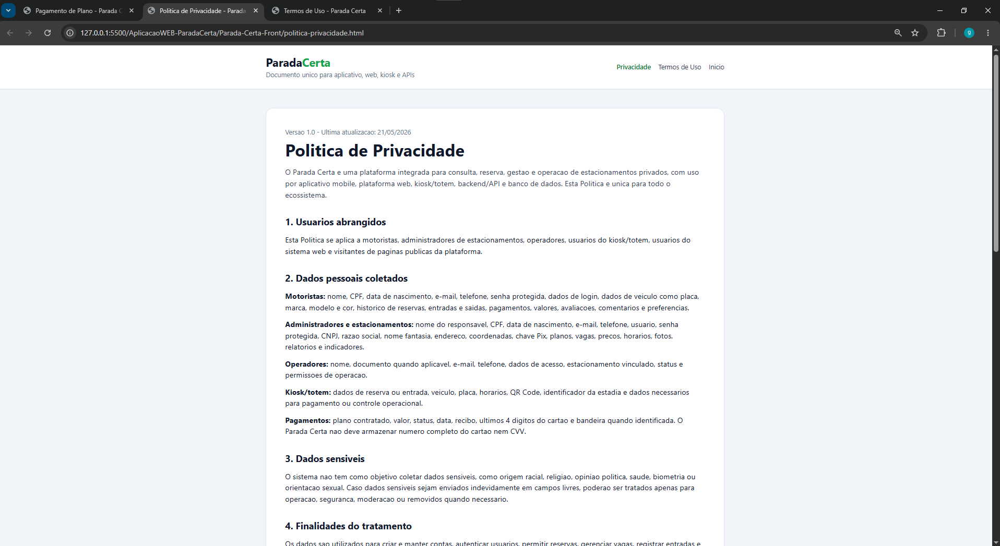 Pagamento de Plano - Parada C
Politica de Privacidade - Parada
Termos de Uso - Parada Certa
127.0.0.1:5500/AplicacaoWEB-ParadaCerta/Parada-Certa-Front/politica-privacidade.html
g
ParadaCerta
Documento unico para aplicativo, web, kiosk e APIs
Privacidade Termos de Uso Inicio
Versao 1.0 - Ultima atualizacao: 21/05/2026
Politica de Privacidade
O Parada Certa e uma plataforma integrada para consulta, reserva, gestao e operacao de estacionamentos privados, com uso
por aplicativo mobile, plataforma web, kiosk/totem, backend/API e banco de dados. Esta Politica e unica para todo o
ecossistema.
1. Usuarios abrangidos
Esta Politica se aplica a motoristas, administradores de estacionamentos, operadores, usuarios do kiosk/totem, usuarios do
sistema web e visitantes de paginas publicas da plataforma.
2. Dados pessoais coletados
Motoristas: nome, CPF, data de nascimento, e-mail, telefone, senha protegida, dados de login, dados de veiculo como placa,
marca, modelo e cor, historico de reservas, entradas e saidas, pagamentos, valores, avaliacoes, comentarios e preferencias.
Administradores e estacionamentos: nome do responsavel, CPF, data de nascimento, e-mail, telefone, usuario, senha
protegida, CNPJ, razao social, nome fantasia, endereco, coordenadas, chave Pix, planos, vagas, precos, horarios, fotos,
relatorios e indicadores.
Operadores: nome, documento quando aplicavel, e-mail, telefone, dados de acesso, estacionamento vinculado, status e
permissoes de operacao.
Kiosk/totem: dados de reserva ou entrada, veiculo, placa, horarios, QR Code, identificador da estadia e dados necessarios
para pagamento ou controle operacional.
Pagamentos: plano contratado, valor, status, data, recibo, ultimos 4 digitos do cartao e bandeira quando identificada. O
Parada Certa nao deve armazenar numero completo do cartao nem CVV.
3. Dados sensiveis
O sistema nao tem como objetivo coletar dados sensiveis, como origem racial, religiao, opiniao politica, saude, biometria ou
orientacao sexual. Caso dados sensiveis sejam enviados indevidamente em campos livres, poderao ser tratados apenas para
operacao, seguranca, moderacao ou removidos quando necessario.
4. Finalidades do tratamento
Os dados sao utilizados para criar e manter contas, autenticar usuarios, permitir reservas, gerenciar vagas, registrar entradas e